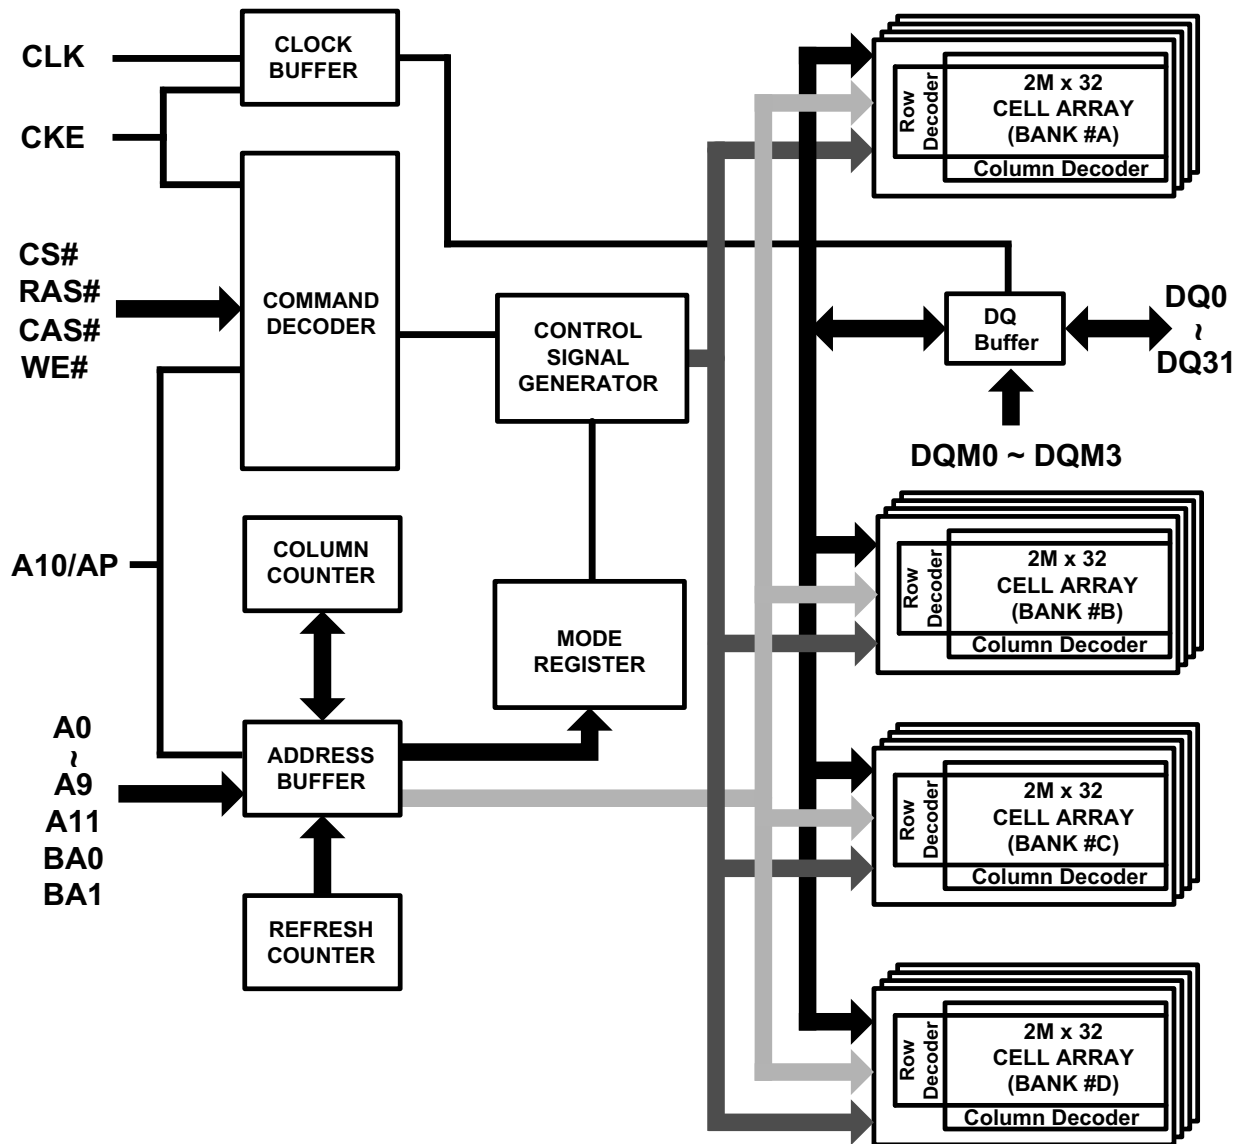 CLK
CKE
CS#
RAS#
CAS#
WE#
A10/AP
A0
~
A9
A11
BA0
BA1
CLOCK
BUFFER
COMMAND
DECODER
COLUMN
COUNTER
ADDRESS
BUFFER
REFRESH
COUNTER
CONTROL
SIGNAL
GENERATOR
MODE
REGISTER
Row
Decoder
2M x 32
CELL ARRAY
(BANK #A)
Column Decoder
DQ
Buffer
DQ0
~
DQ31
DQM0 ~ DQM3
Row
Decoder
2M x 32
CELL ARRAY
(BANK #B)
Column Decoder
Row
Decoder
2M x 32
CELL ARRAY
(BANK #C)
Column Decoder
Row
Decoder
2M x 32
CELL ARRAY
(BANK #D)
Column Decoder